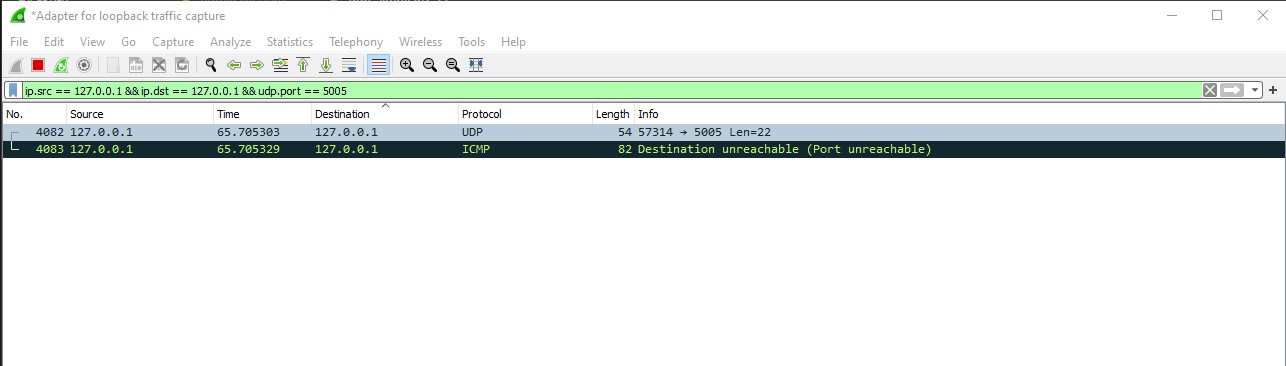 *Adapter for loopback traffic capture
File Edit View Go Capture Analyze Statistics Telephony Wireless Tools Help
ip.src == 127.0.0.1 && ip.dst == 127.0.0.1 && udp.port == 5005
No. Source Time Destination Protocol Length Info
4082 127.0.0.1 65.705303 127.0.0.1 UDP 54 57314 → 5005 Len=22
4083 127.0.0.1 65.705329 127.0.0.1 ICMP 82 Destination unreachable (Port unreachable)